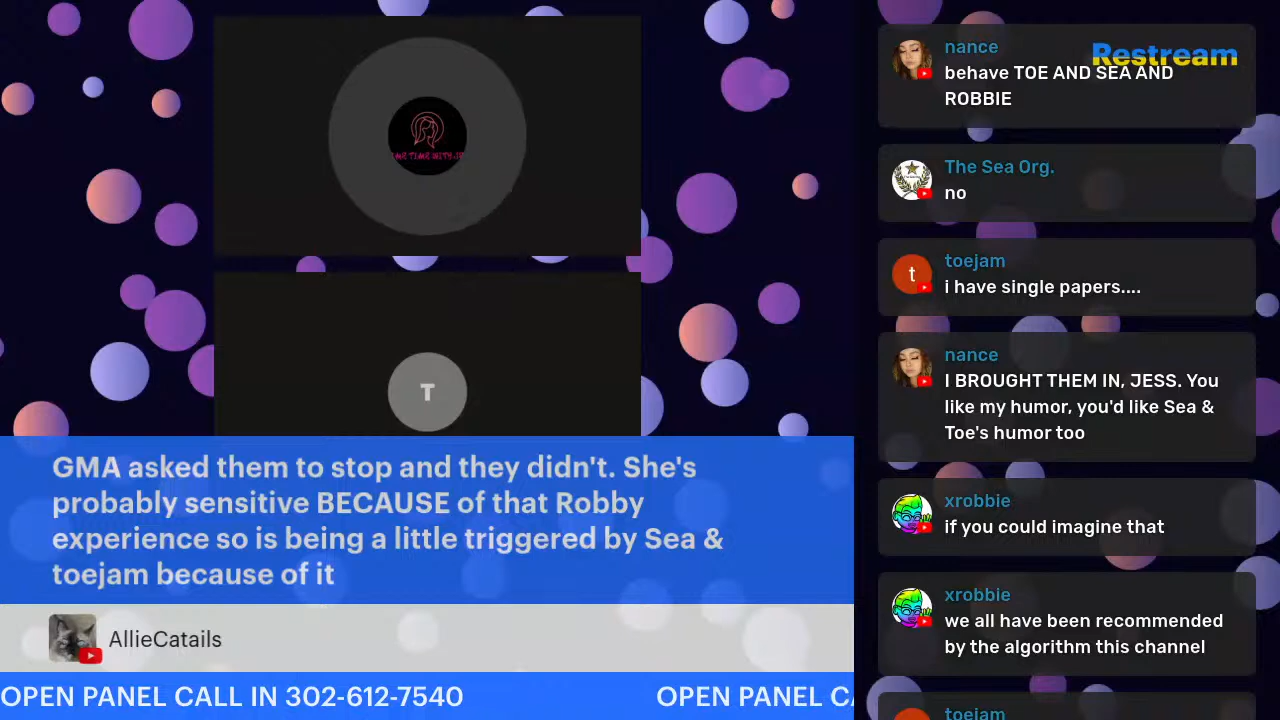 T
GMA asked them to stop and they didn't. She's
probably sensitive BECAUSE of that Robby
experience so is being a little triggered by Sea &
toejam because of it
AllieCatails
OPEN PANEL CALL IN 302-612-7540
OPEN PANEL CA
Restream
nance
behave TOE AND SEA AND
ROBBIE
The Sea Org.
no
t
toejam
i have single papers....
nance
I BROUGHT THEM IN, JESS. You
like my humor, you'd like Sea &
Toe's humor too
xrobbie
if you could imagine that
xrobbie
we all have been recommended
by the algorithm this channel
toejam